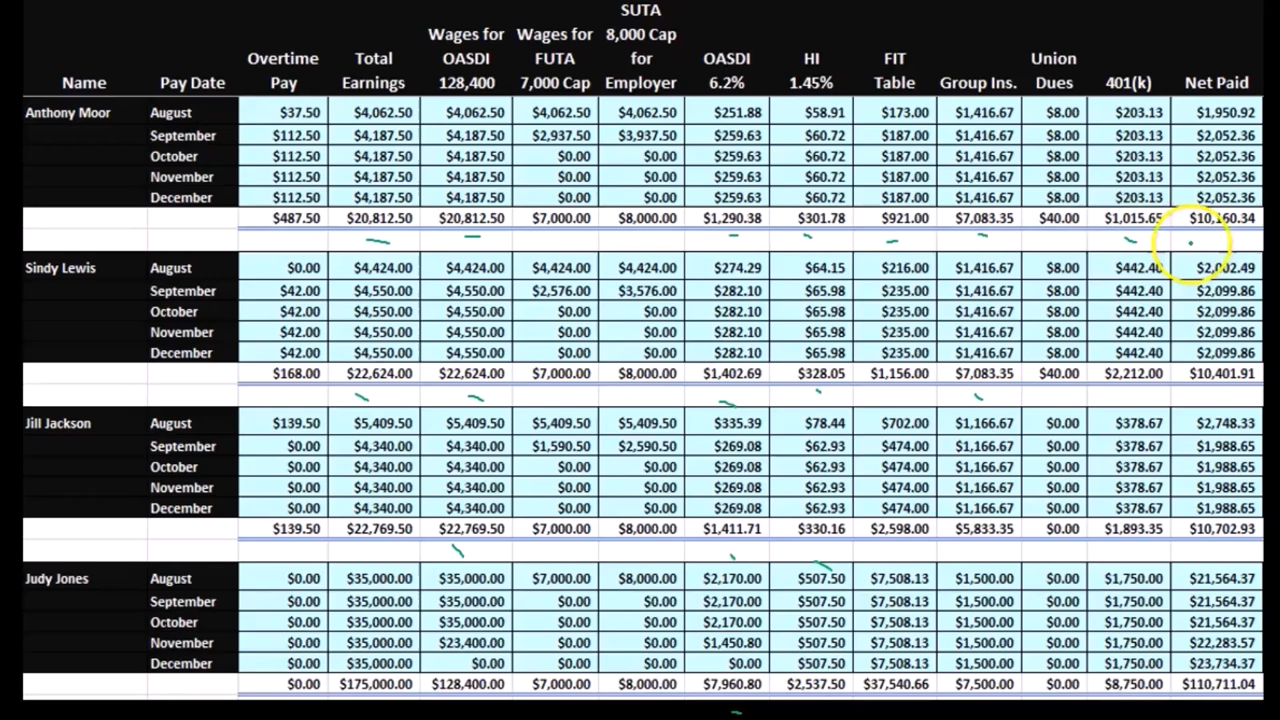 SUTA
Wages for Wages for 8,000 Cap
Overtime Total OASDI FUTA for OASDI HI FIT Union
Name Pay Date Pay Earnings 128,400 7,000 Cap Employer 6.2% 1.45% Table Group Ins. Dues 401(k) Net Paid
Anthony Moor August $37.50 $4,062.50 $4,062.50 $4,062.50 $4,062.50 $251.88 $58.91 $173.00 $1,416.67 $8.00 $203.13 $1,950.92
September $112.50 $4,187.50 $4,187.50 $2,937.50 $3,937.50 $259.63 $60.72 $187.00 $1,416.67 $8.00 $203.13 $2,052.36
October $112.50 $4,187.50 $4,187.50 $0.00 $0.00 $259.63 $60.72 $187.00 $1,416.67 $8.00 $203.13 $2,052.36
November $112.50 $4,187.50 $4,187.50 $0.00 $0.00 $259.63 $60.72 $187.00 $1,416.67 $8.00 $203.13 $2,052.36
December $112.50 $4,187.50 $4,187.50 $0.00 $0.00 $259.63 $60.72 $187.00 $1,416.67 $8.00 $203.13 $2,052.36
$487.50 $20,812.50 $20,812.50 $7,000.00 $8,000.00 $1,290.38 $301.78 $921.00 $7,083.35 $40.00 $1,015.65 $10,160.34
Sindy Lewis August $0.00 $4,424.00 $4,424.00 $4,424.00 $4,424.00 $274.29 $64.15 $216.00 $1,416.67 $8.00 $442.40 $2,002.49
September $42.00 $4,550.00 $4,550.00 $2,576.00 $3,576.00 $282.10 $65.98 $235.00 $1,416.67 $8.00 $442.40 $2,099.86
October $42.00 $4,550.00 $4,550.00 $0.00 $0.00 $282.10 $65.98 $235.00 $1,416.67 $8.00 $442.40 $2,099.86
November $42.00 $4,550.00 $4,550.00 $0.00 $0.00 $282.10 $65.98 $235.00 $1,416.67 $8.00 $442.40 $2,099.86
December $42.00 $4,550.00 $4,550.00 $0.00 $0.00 $282.10 $65.98 $235.00 $1,416.67 $8.00 $442.40 $2,099.86
$168.00 $22,624.00 $22,624.00 $7,000.00 $8,000.00 $1,402.69 $328.05 $1,156.00 $7,083.35 $40.00 $2,212.00 $10,401.91
Jill Jackson August $139.50 $5,409.50 $5,409.50 $5,409.50 $5,409.50 $335.39 $78.44 $702.00 $1,166.67 $0.00 $378.67 $2,748.33
September $0.00 $4,340.00 $4,340.00 $1,590.50 $2,590.50 $269.08 $62.93 $474.00 $1,166.67 $0.00 $378.67 $1,988.65
October $0.00 $4,340.00 $4,340.00 $0.00 $0.00 $269.08 $62.93 $474.00 $1,166.67 $0.00 $378.67 $1,988.65
November $0.00 $4,340.00 $4,340.00 $0.00 $0.00 $269.08 $62.93 $474.00 $1,166.67 $0.00 $378.67 $1,988.65
December $0.00 $4,340.00 $4,340.00 $0.00 $0.00 $269.08 $62.93 $474.00 $1,166.67 $0.00 $378.67 $1,988.65
$139.50 $22,769.50 $22,769.50 $7,000.00 $8,000.00 $1,411.71 $330.16 $2,598.00 $5,833.35 $0.00 $1,893.35 $10,702.93
Judy Jones August $0.00 $35,000.00 $35,000.00 $7,000.00 $8,000.00 $2,170.00 $507.50 $7,508.13 $1,500.00 $0.00 $1,750.00 $21,564.37
September $0.00 $35,000.00 $35,000.00 $0.00 $0.00 $2,170.00 $507.50 $7,508.13 $1,500.00 $0.00 $1,750.00 $21,564.37
October $0.00 $35,000.00 $35,000.00 $0.00 $0.00 $2,170.00 $507.50 $7,508.13 $1,500.00 $0.00 $1,750.00 $21,564.37
November $0.00 $35,000.00 $23,400.00 $0.00 $0.00 $1,450.80 $507.50 $7,508.13 $1,500.00 $0.00 $1,750.00 $22,283.57
December $0.00 $35,000.00 $0.00 $0.00 $0.00 $0.00 $507.50 $7,508.13 $1,500.00 $0.00 $1,750.00 $23,734.37
$0.00 $175,000.00 $128,400.00 $7,000.00 $8,000.00 $7,960.80 $2,537.50 $37,540.66 $7,500.00 $0.00 $8,750.00 $110,711.04